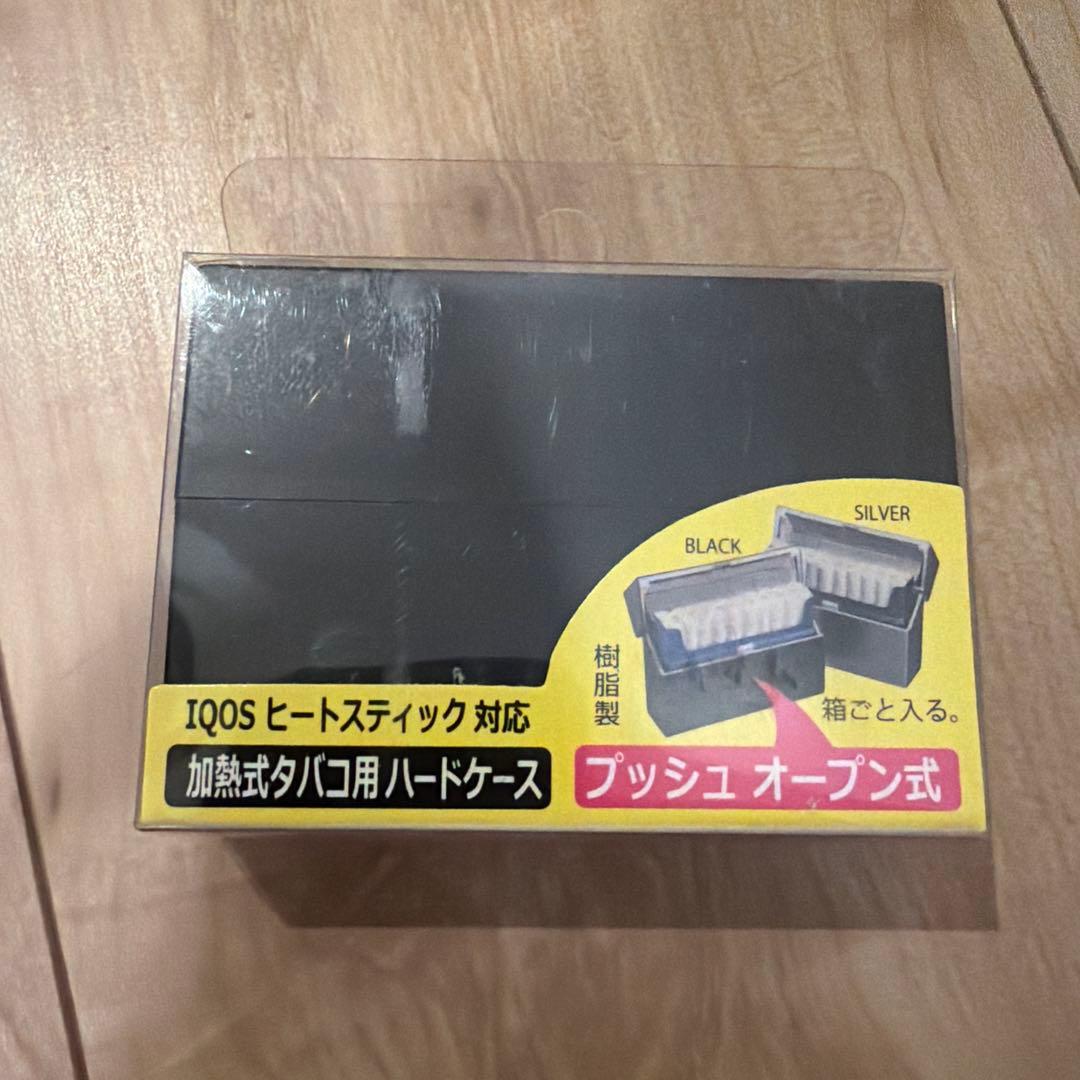 SILVER
BLACK
樹脂製
箱ごと入る。
IQOS ヒートスティック 対応
加熱式タバコ用 ハードケース
プッシュ オープン式